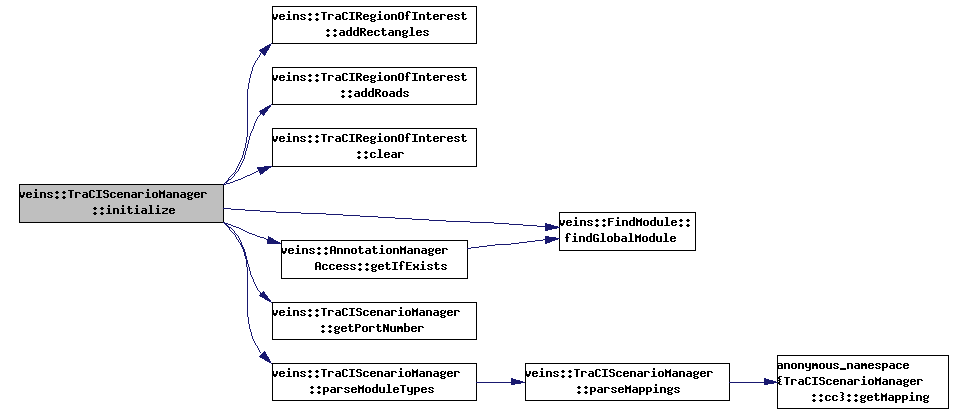 veins::TraCIRegionOfInterest
::addRectangles
veins::TraCIRegionOfInterest
::addRoads
veins::TraCIRegionOfInterest
::clear
veins::TraCIScenarioManager
::initialize
veins::FindModule::
findGlobalModule
veins::AnnotationManager
Access::getIfExists
veins::TraCIScenarioManager
::getPortNumber
veins::TraCIScenarioManager
::parseModuleTypes
veins::TraCIScenarioManager
::parseMappings
anonymous_namespace
{TraCIScenarioManager
::cc}::getMapping